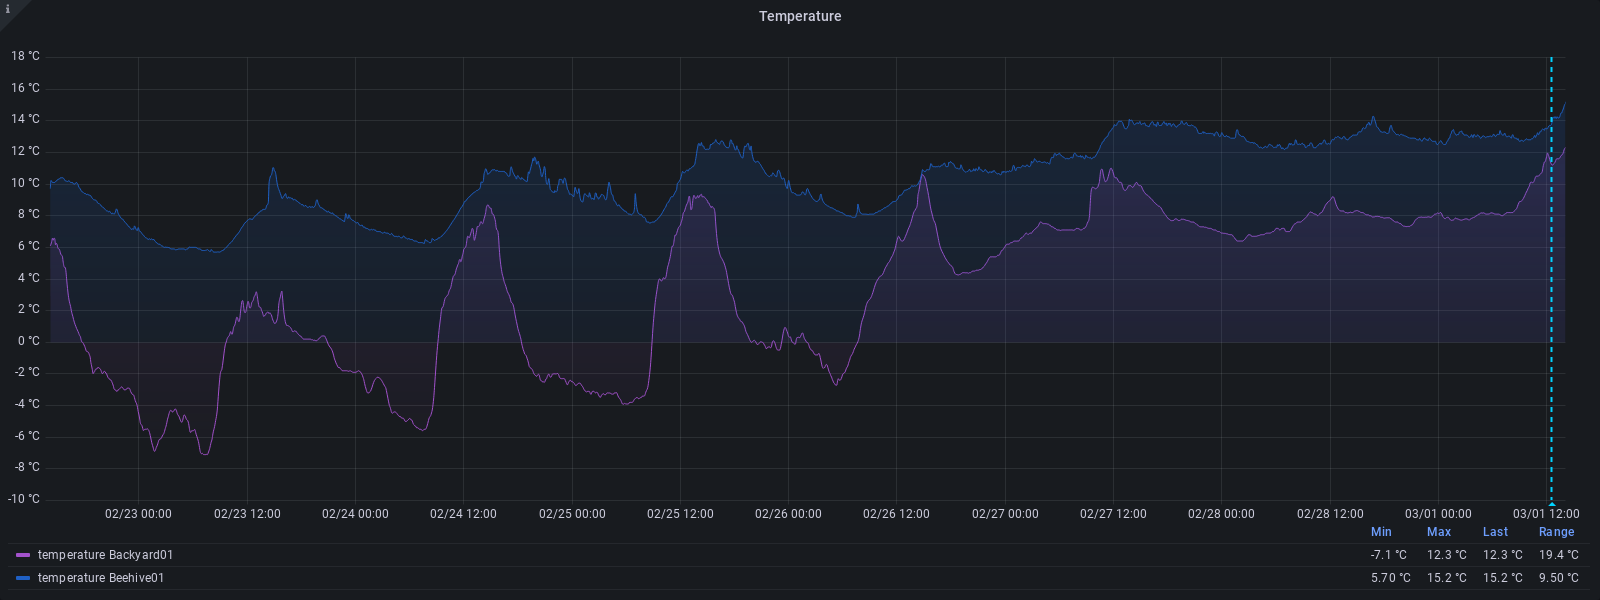 i
Temperature
18 °C
16 °C
14 °C
12 °C
10 °C
8 °C
6 °C
4 °C
2 °C
0 °C
-2 °C
-4 °C
-6 °C
-8 °C
-10 °C
02/23 00:00 02/23 12:00 02/24 00:00 02/24 12:00 02/25 00:00 02/25 12:00 02/26 00:00 02/26 12:00 02/27 00:00 02/27 12:00 02/28 00:00 02/28 12:00 03/01 00:00 03/01 12:00
Min Max Last Range
temperature Backyard01 -7.1 °C 12.3 °C 12.3 °C 19.4 °C
temperature Beehive01 5.70 °C 15.2 °C 15.2 °C 9.50 °C